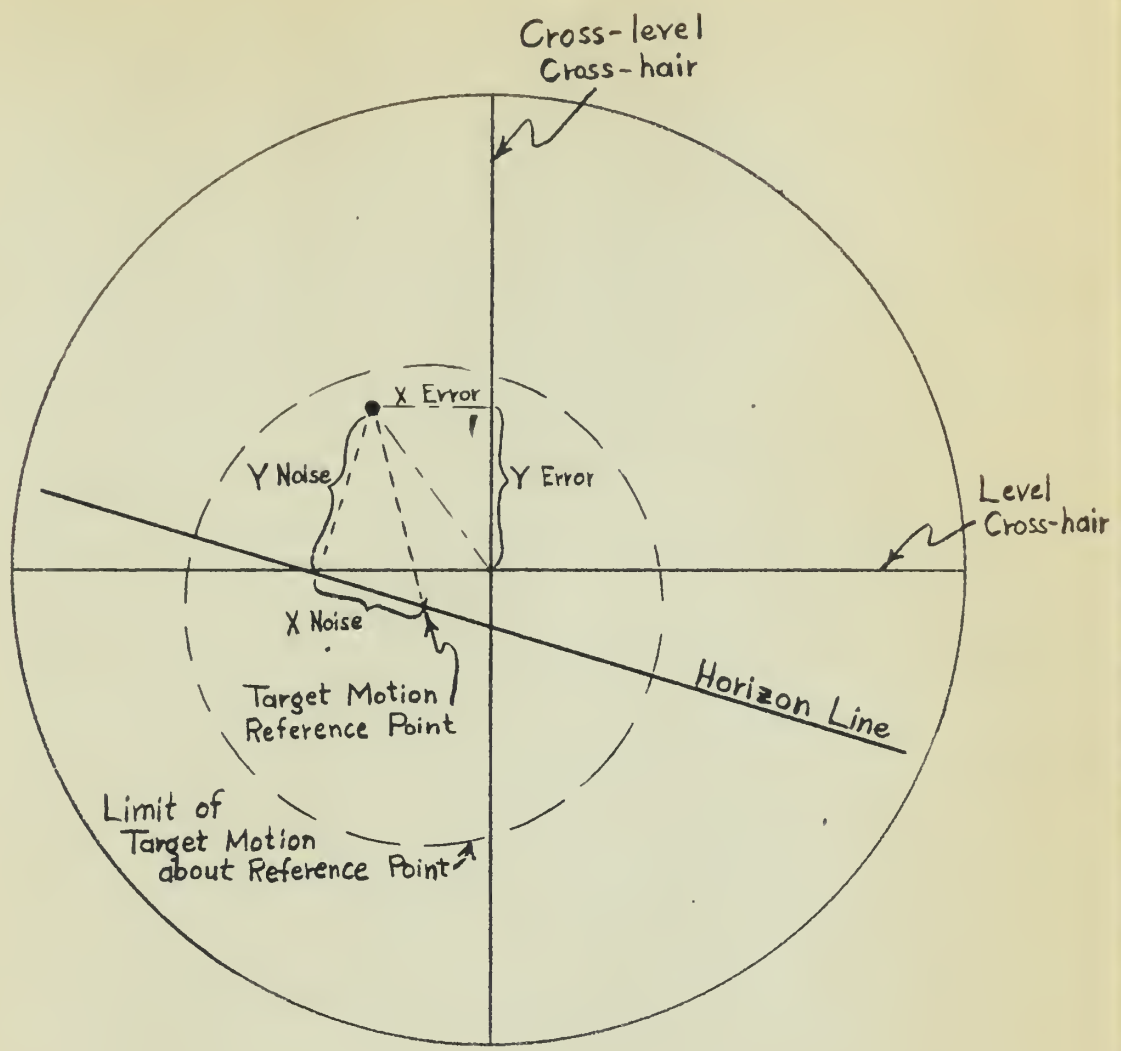 Cross-level
Cross-hair
X Error
Y Noise
Y Error
Level
Cross-hair
X Noise
Target Motion
Reference Point
Horizon Line
Limit of
Target Motion
about Reference Point